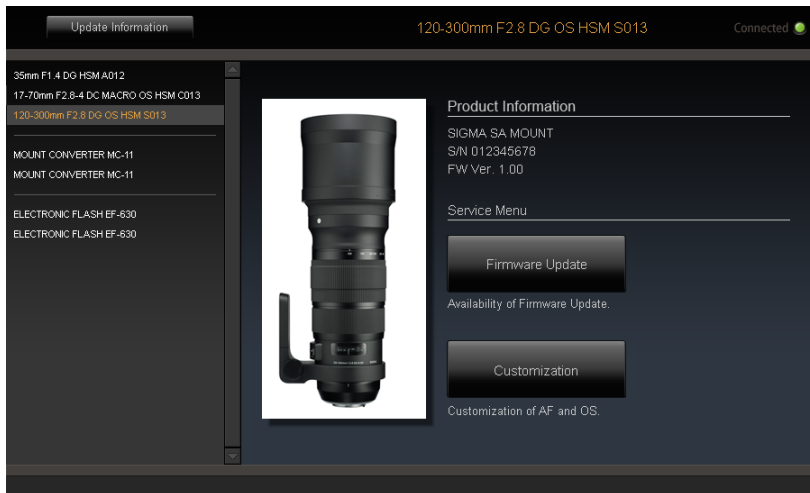 Update Information
120-300mm F2.8 DG OS HSM S013
Connected
35mm F1.4 DG HSM A012
17-70mm F2.8-4 DC MACRO OS HSM C013
120-300mm F2.8 DG OS HSM S013
MOUNT CONVERTER MC-11
MOUNT CONVERTER MC-11
ELECTRONIC FLASH EF-630
ELECTRONIC FLASH EF-630
Product Information
SIGMA SA MOUNT
S/N 012345678
FW Ver. 1.00
Service Menu
Firmware Update
Availability of Firmware Update.
Customization
Customization of AF and OS.